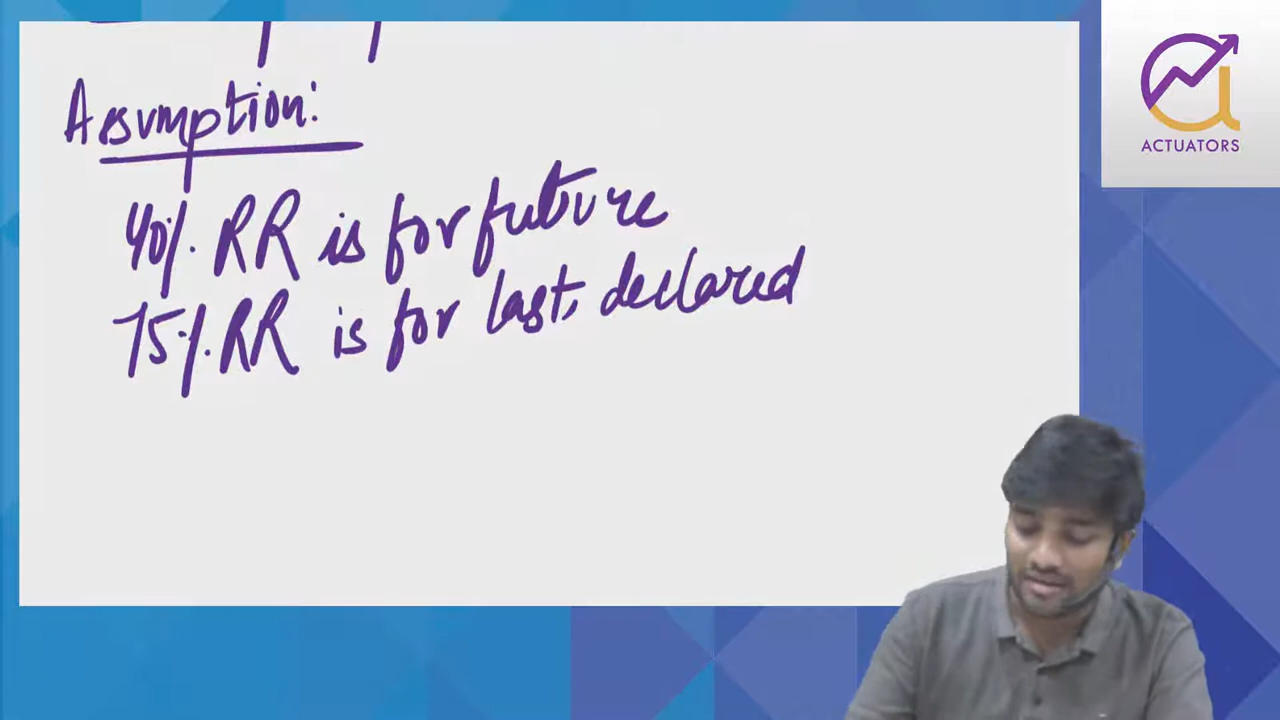 Assumption:
40% RR is for future
75% RR is for last, declared
ACTUATORS